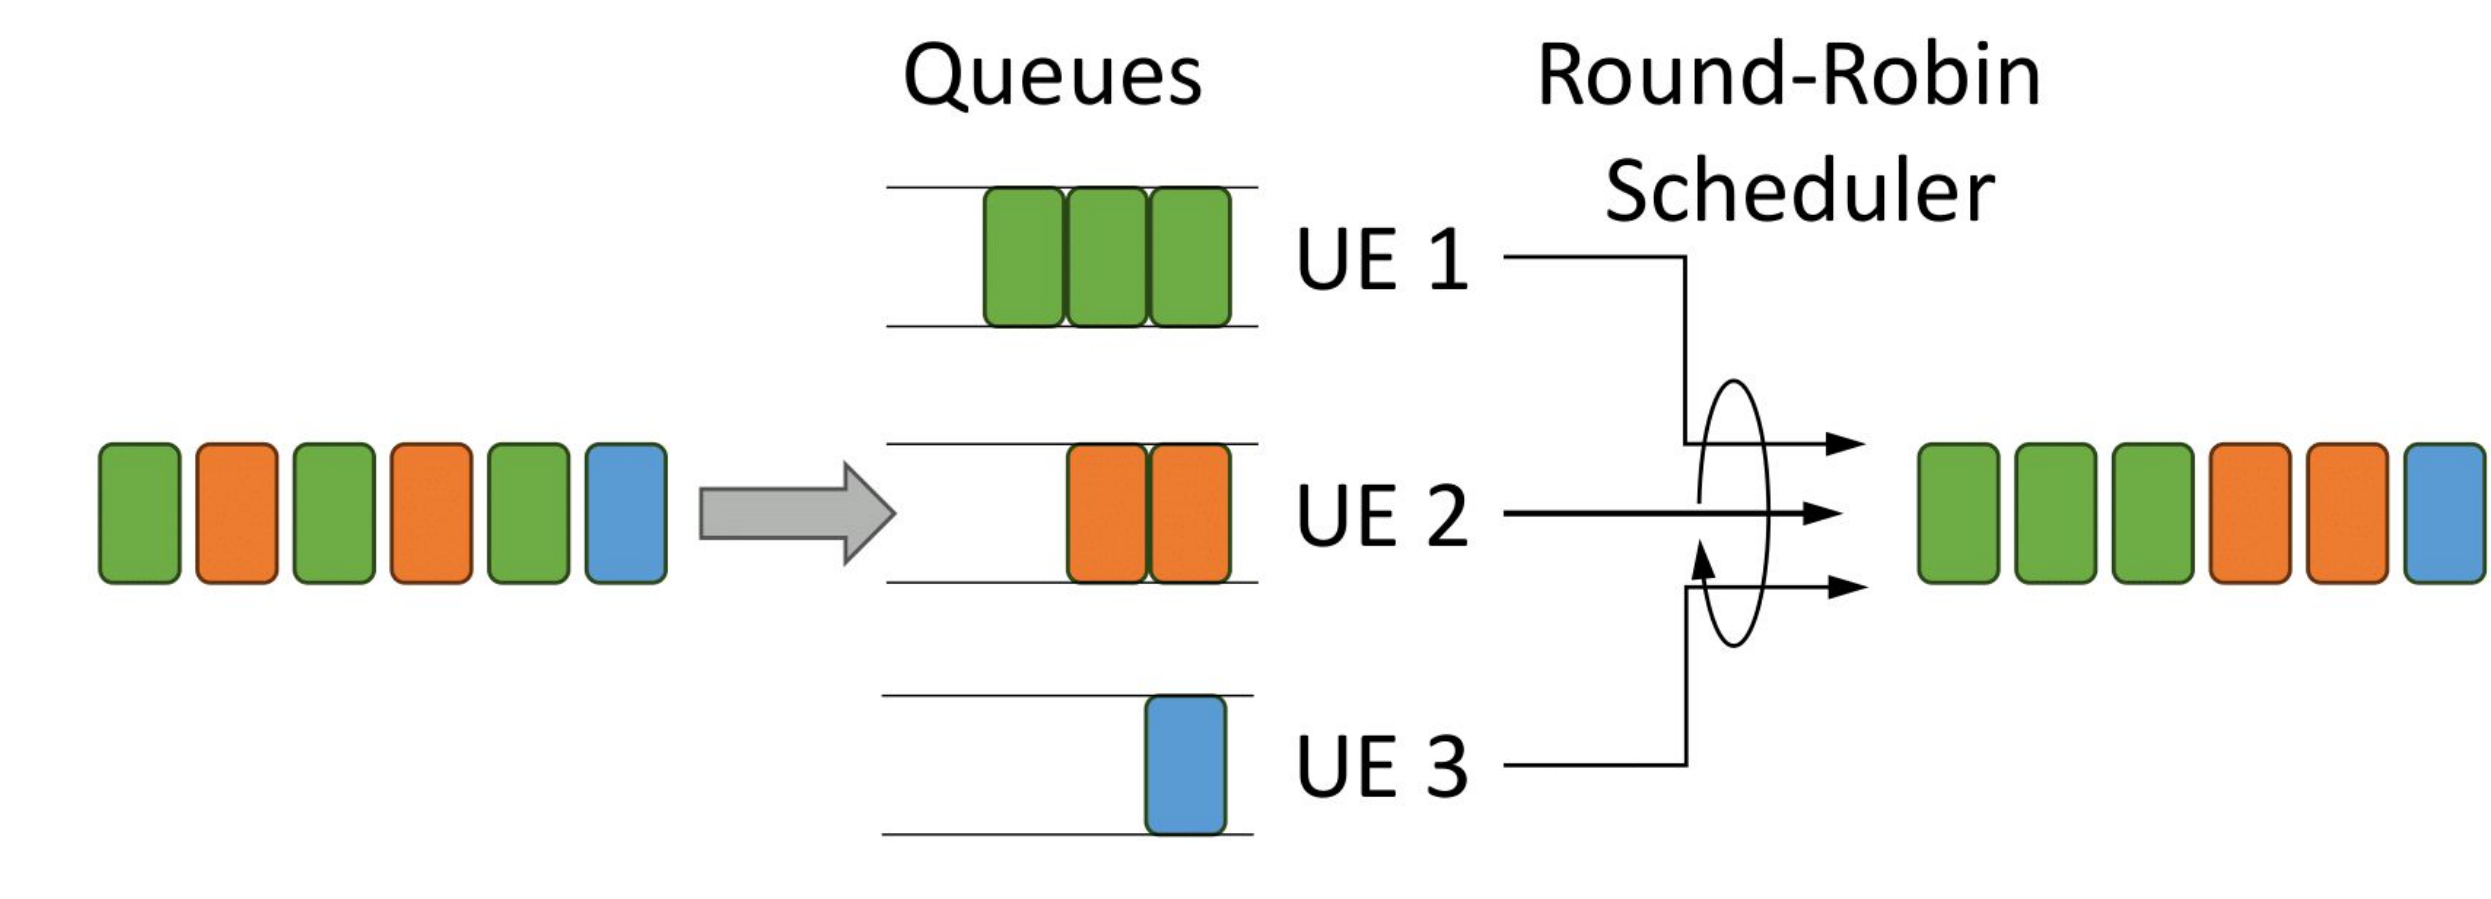 Queues
Round-Robin
Scheduler
UE 1
UE 2
UE 3